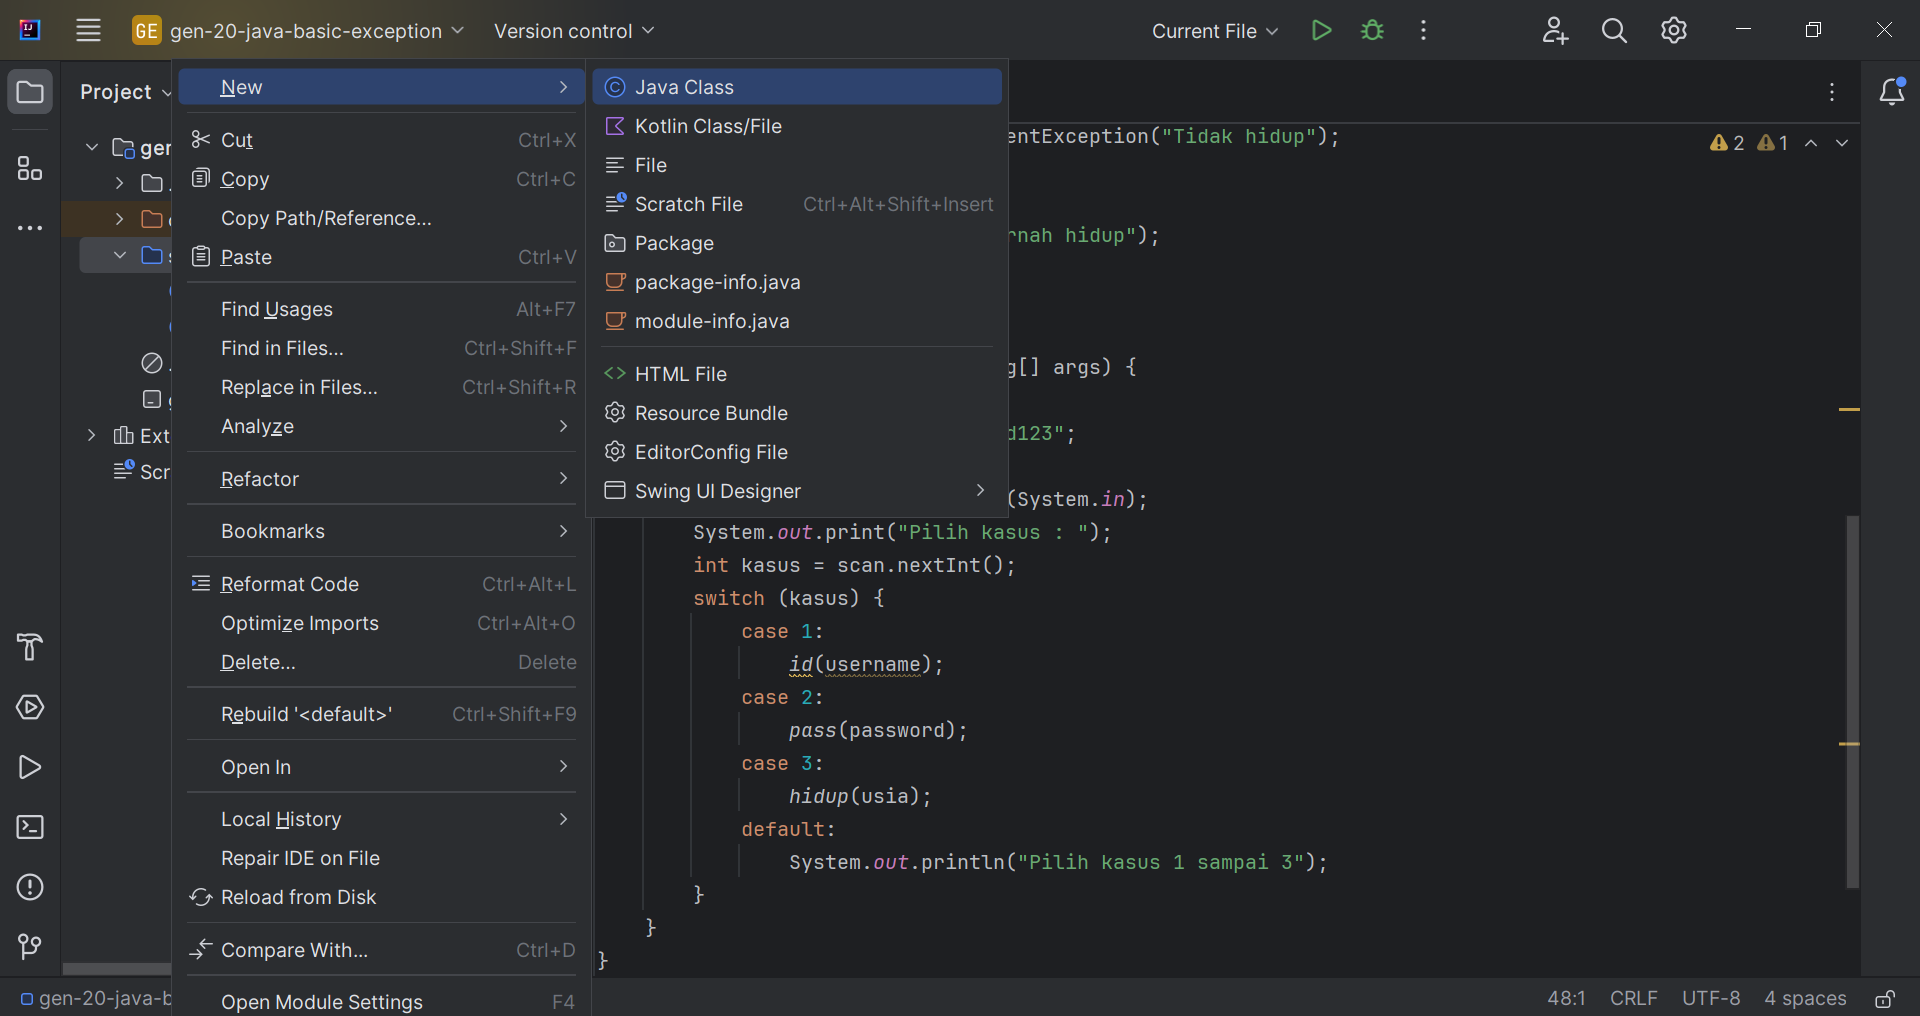 GE gen-20-java-basic-exception Version control Current File
Project
gen
Ext
Scr
New
Cut Ctrl+X
Copy Ctrl+C
Copy Path/Reference...
Paste Ctrl+V
Find Usages Alt+F7
Find in Files... Ctrl+Shift+F
Replace in Files... Ctrl+Shift+R
Analyze
Refactor
Bookmarks
Reformat Code Ctrl+Alt+L
Optimize Imports Ctrl+Alt+O
Delete... Delete
Rebuild '<default>' Ctrl+Shift+F9
Open In
Local History
Repair IDE on File
Reload from Disk
Compare With... Ctrl+D
Open Module Settings F4
Java Class
Kotlin Class/File
File
Scratch File Ctrl+Alt+Shift+Insert
Package
package-info.java
module-info.java
HTML File
Resource Bundle
EditorConfig File
Swing UI Designer
entException("Tidak hidup");
2 1
rnah hidup");
g[] args) {
d123";
(System.in);
System.out.print("Pilih kasus : ");
int kasus = scan.nextInt();
switch (kasus) {
case 1:
id(username);
case 2:
pass(password);
case 3:
hidup(usia);
default:
System.out.println("Pilih kasus 1 sampai 3");
}
}
}
gen-20-java-b 48:1 CRLF UTF-8 4 spaces